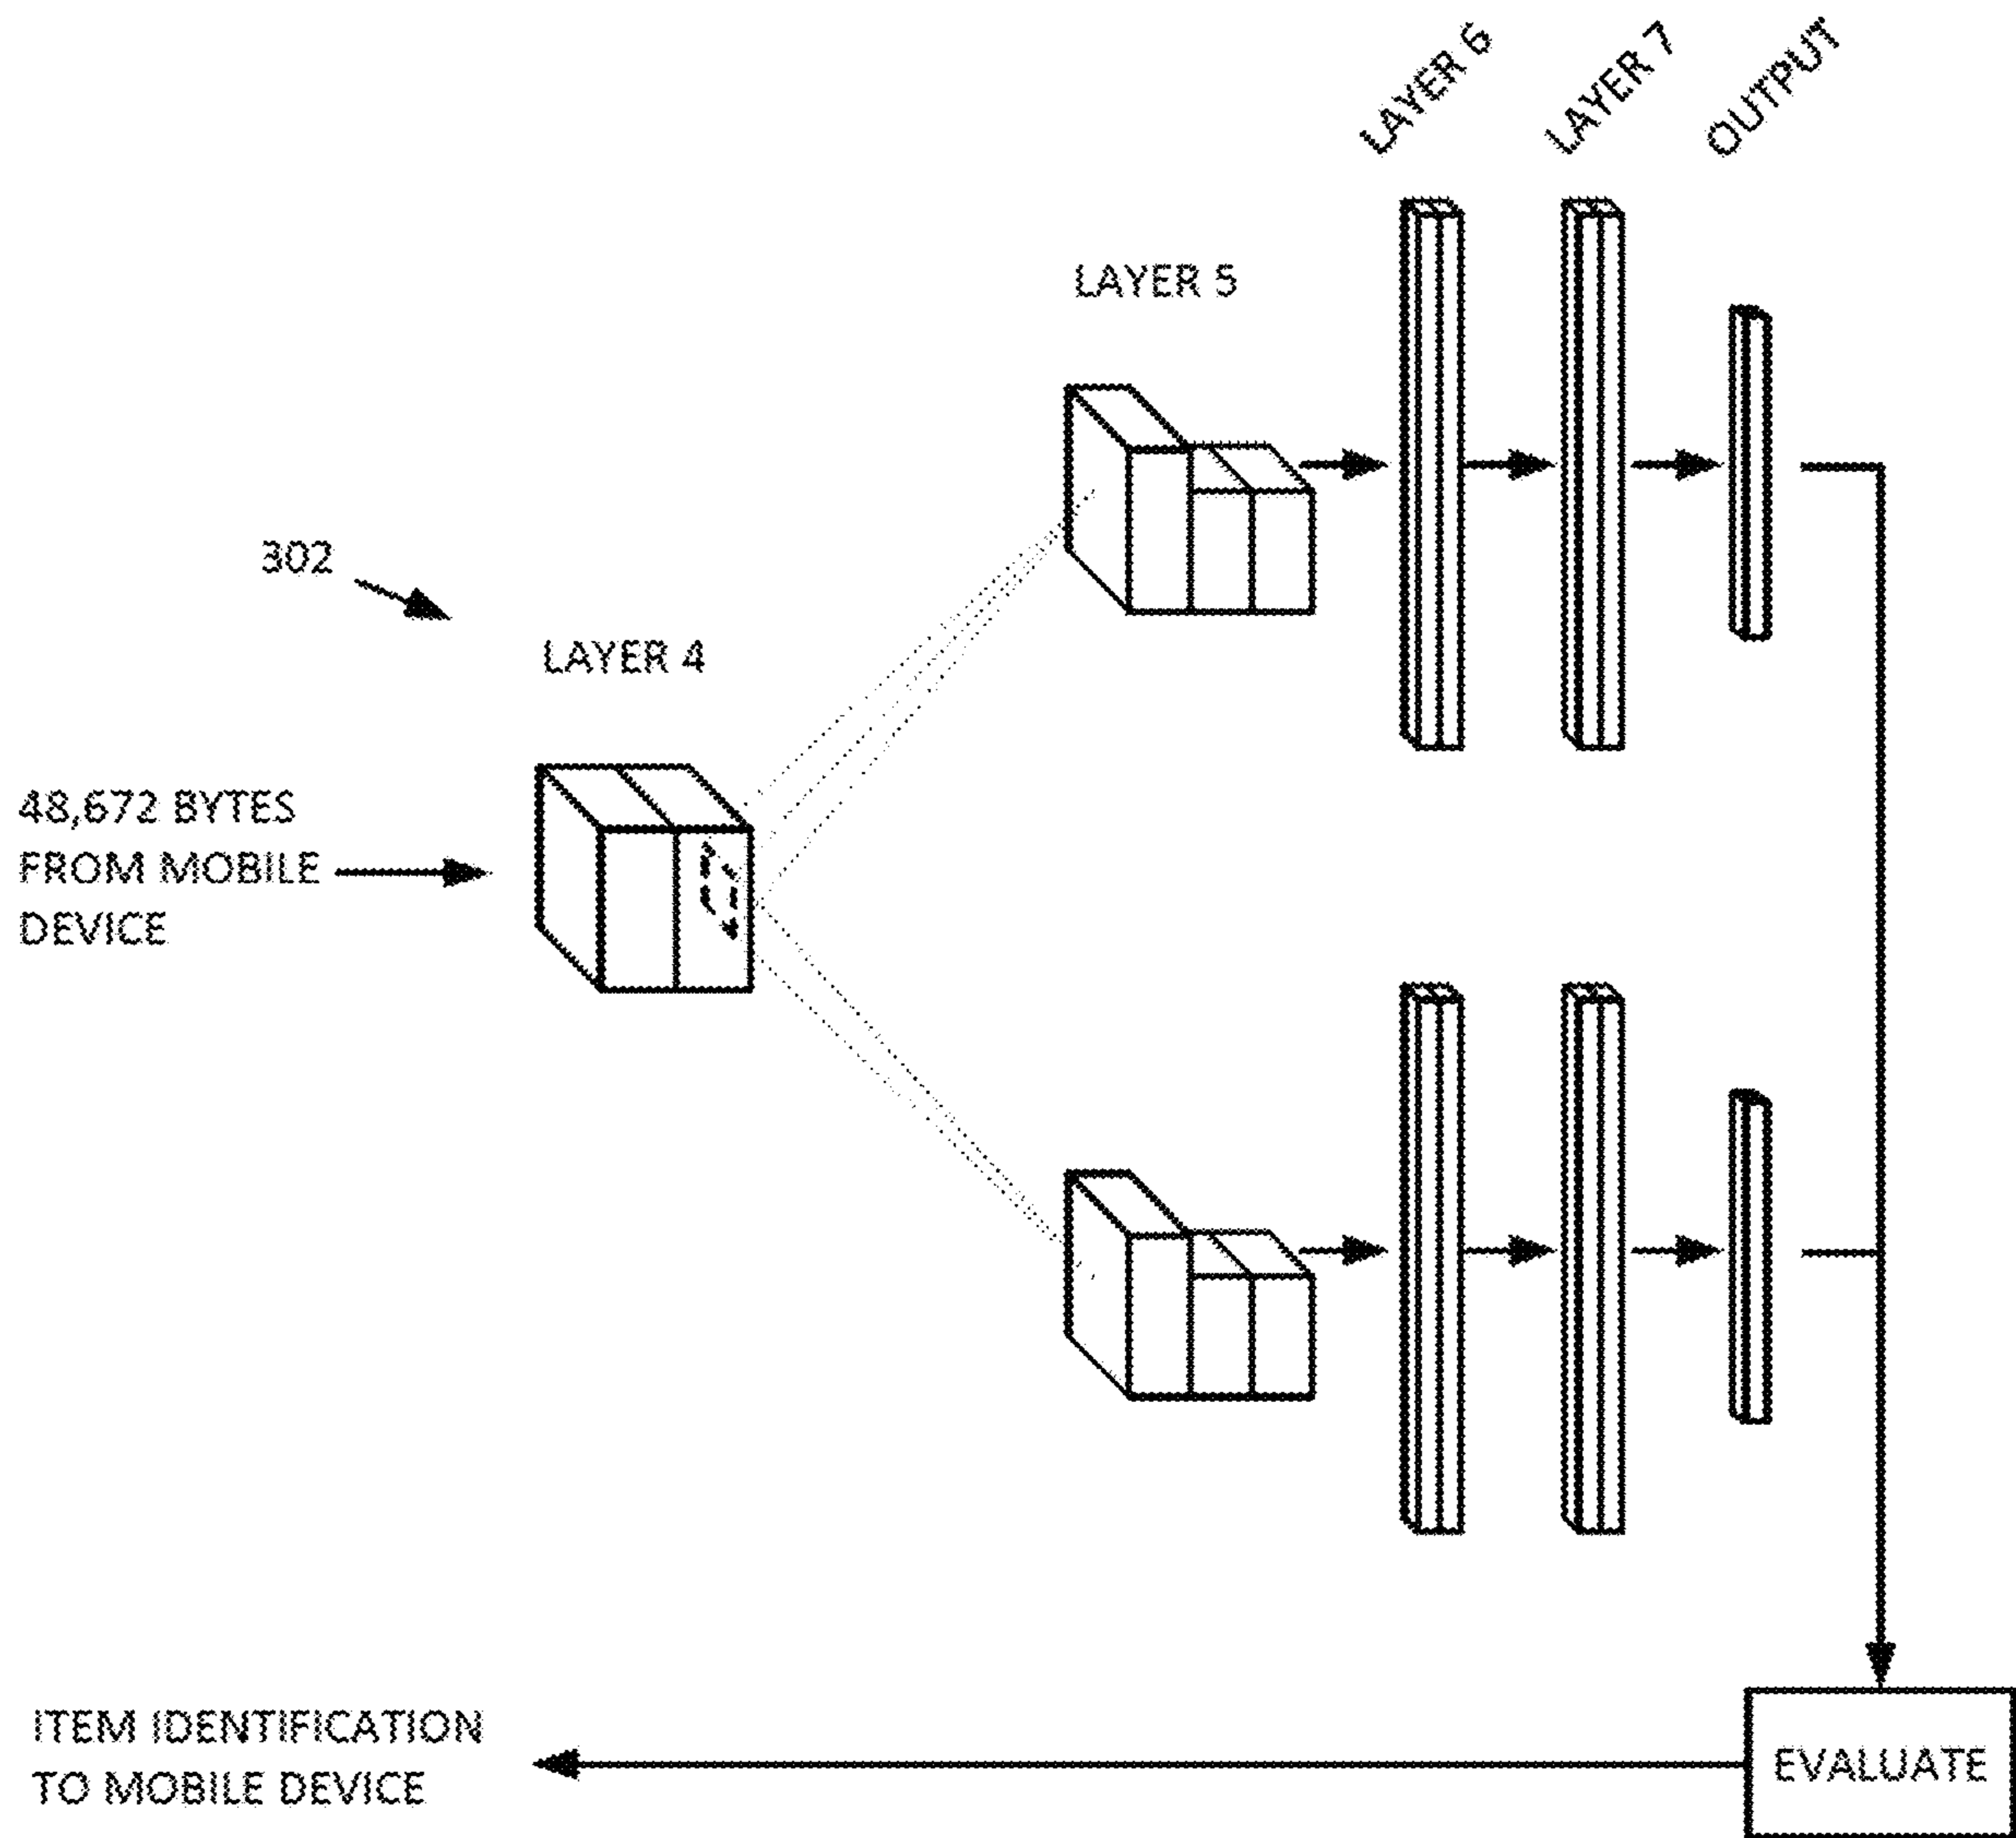 LAYER 6
LAYER 7
OUTPUT
LAYER 5
302
LAYER 4
48,672 BYTES
FROM MOBILE
DEVICE
ITEM IDENTIFICATION
TO MOBILE DEVICE
EVALUATE